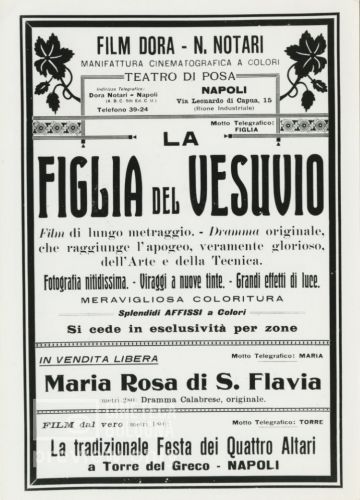 FILM DORA - N. NOTARI
MANIFATTURA CINEMATOGRAFICA A COLORI
TEATRO DI POSA
Indirizzo Telegrafico:
Dora Notari - Napoli
(A. B. C. 5th Ed. C. U.)
Telefono 39-24
NAPOLI
Via Leonardo di Capua, 15
(Rione Industriale)
Motto Telegrafico:
FIGLIA
LA
FIGLIA DEL VESUVIO
Film di lungo metraggio. - Dramma originale,
che raggiunge l'apogeo, veramente glorioso,
dell'Arte e della Tecnica.
Fotografia nitidissima. - Viraggi a nuove tinte. - Grandi effetti di luce.
MERAVIGLIOSA COLORITURA
Splendidi AFFISSI a Colori
Si cede in esclusività per zone
IN VENDITA LIBERA
Motto Telegrafico: MARIA
Maria Rosa di S. Flavia
metri 280: Dramma Calabrese, originale.
FILM dal vero metri
Motto Telegrafico: TORRE
La tradizionale Festa dei Quattro Altari
a Torre del Greco - NAPOLI